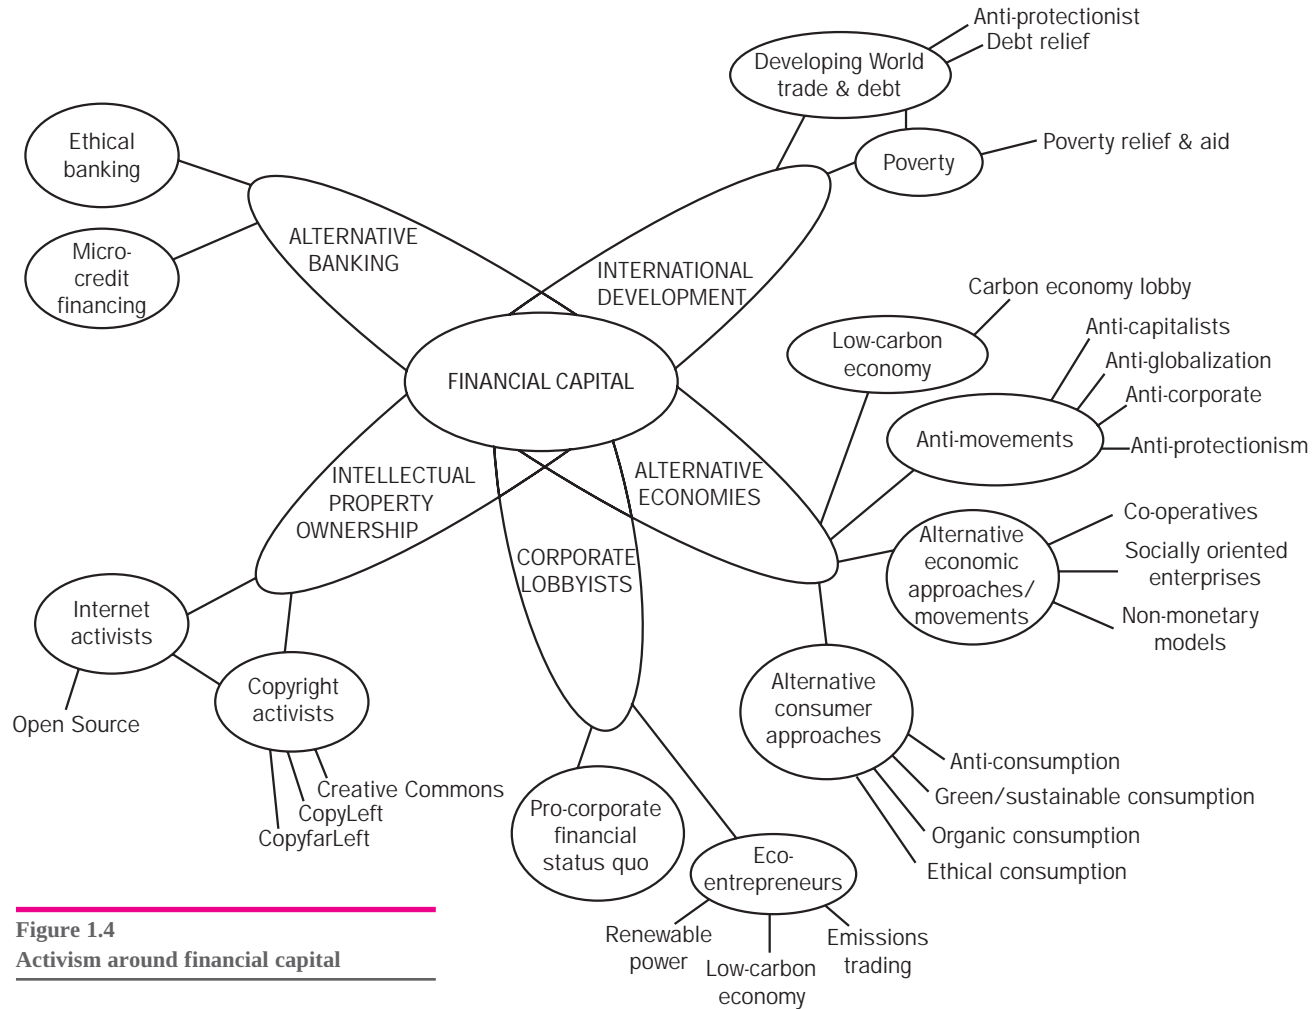 Anti-protectionist
Debt relief
Developing World
trade & debt
Poverty
Poverty relief & aid
Ethical
banking
Micro-
credit
financing
ALTERNATIVE
BANKING
INTERNATIONAL
DEVELOPMENT
FINANCIAL CAPITAL
Carbon economy lobby
Low-carbon
economy
Anti-capitalists
Anti-globalization
Anti-corporate
Anti-protectionism
Anti-movements
INTELLECTUAL
PROPERTY
OWNERSHIP
ALTERNATIVE
ECONOMIES
CORPORATE
LOBBYISTS
Alternative
economic
approaches/
movements
Co-operatives
Socially oriented
enterprises
Non-monetary
models
Internet
activists
Open Source
Copyright
activists
Creative Commons
CopyLeft
CopyfarLeft
Alternative
consumer
approaches
Anti-consumption
Green/sustainable consumption
Organic consumption
Ethical consumption
Pro-corporate
financial
status quo
Eco-
entrepreneurs
Renewable
power
Low-carbon
economy
Emissions
trading
Figure 1.4
Activism around financial capital